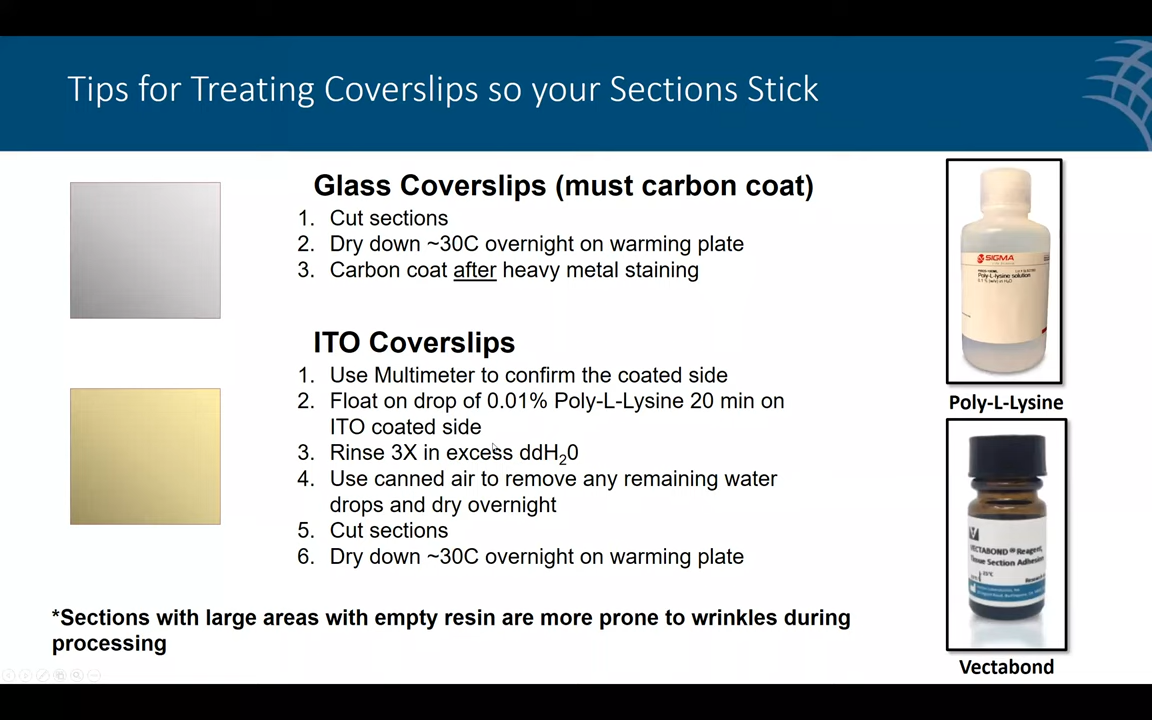 Tips for Treating Coverslips so your Sections Stick
Glass Coverslips (must carbon coat)
1. Cut sections
2. Dry down ~30C overnight on warming plate
3. Carbon coat after heavy metal staining
ITO Coverslips
1. Use Multimeter to confirm the coated side
2. Float on drop of 0.01% Poly-L-Lysine 20 min on
ITO coated side
3. Rinse 3X in excess ddH20
4. Use canned air to remove any remaining water
drops and dry overnight
5. Cut sections
6. Dry down ~30C overnight on warming plate
*Sections with large areas with empty resin are more prone to wrinkles during
processing
SIGMA
Poly-L-lysine solution
Poly-L-Lysine
VECTABOND Reagent,
Tissue Section Adhesive
Vectabond